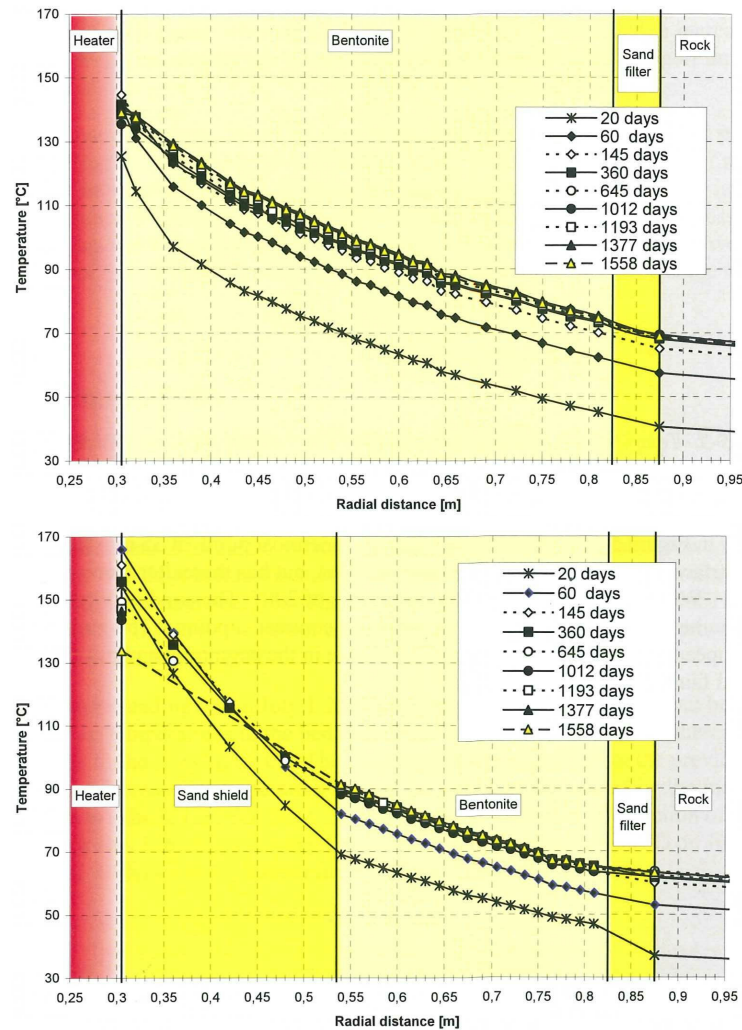 170
150
130
110
90
70
50
30
Temperature [°C]
Heater
Bentonite
Sand
filter
Rock
20 days
60 days
145 days
360 days
645 days
1012 days
1193 days
1377 days
1558 days
0,25 0,3 0,35 0,4 0,45 0,5 0,55 0,6 0,65 0,7 0,75 0,8 0,85 0,9 0,95
Radial distance [m]
170
150
130
110
90
70
50
30
Temperature [°C]
20 days
60 days
145 days
360 days
645 days
1012 days
1193 days
1377 days
1558 days
Heater
Sand shield
Bentonite
Sand
filter
Rock
0,25 0,3 0,35 0,4 0,45 0,5 0,55 0,6 0,65 0,7 0,75 0,8 0,85 0,9 0,95
Radial distance [m]